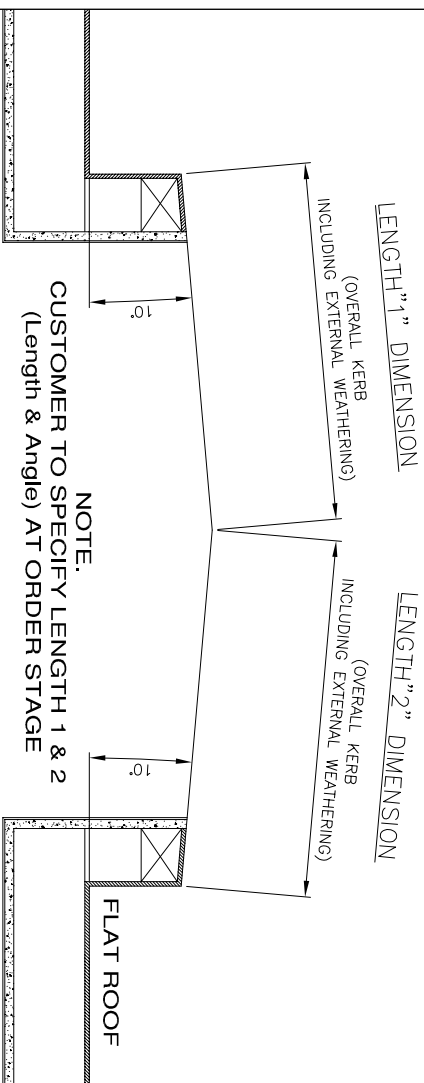 LENGTH"1" DIMENSION
(OVERALL KERB
INCLUDING EXTERNAL WEATHERING)
LENGTH"2" DIMENSION
(OVERALL KERB
INCLUDING EXTERNAL WEATHERING)
10°
10°
FLAT ROOF
NOTE.
CUSTOMER TO SPECIFY LENGTH 1 & 2
(Length & Angle) AT ORDER STAGE